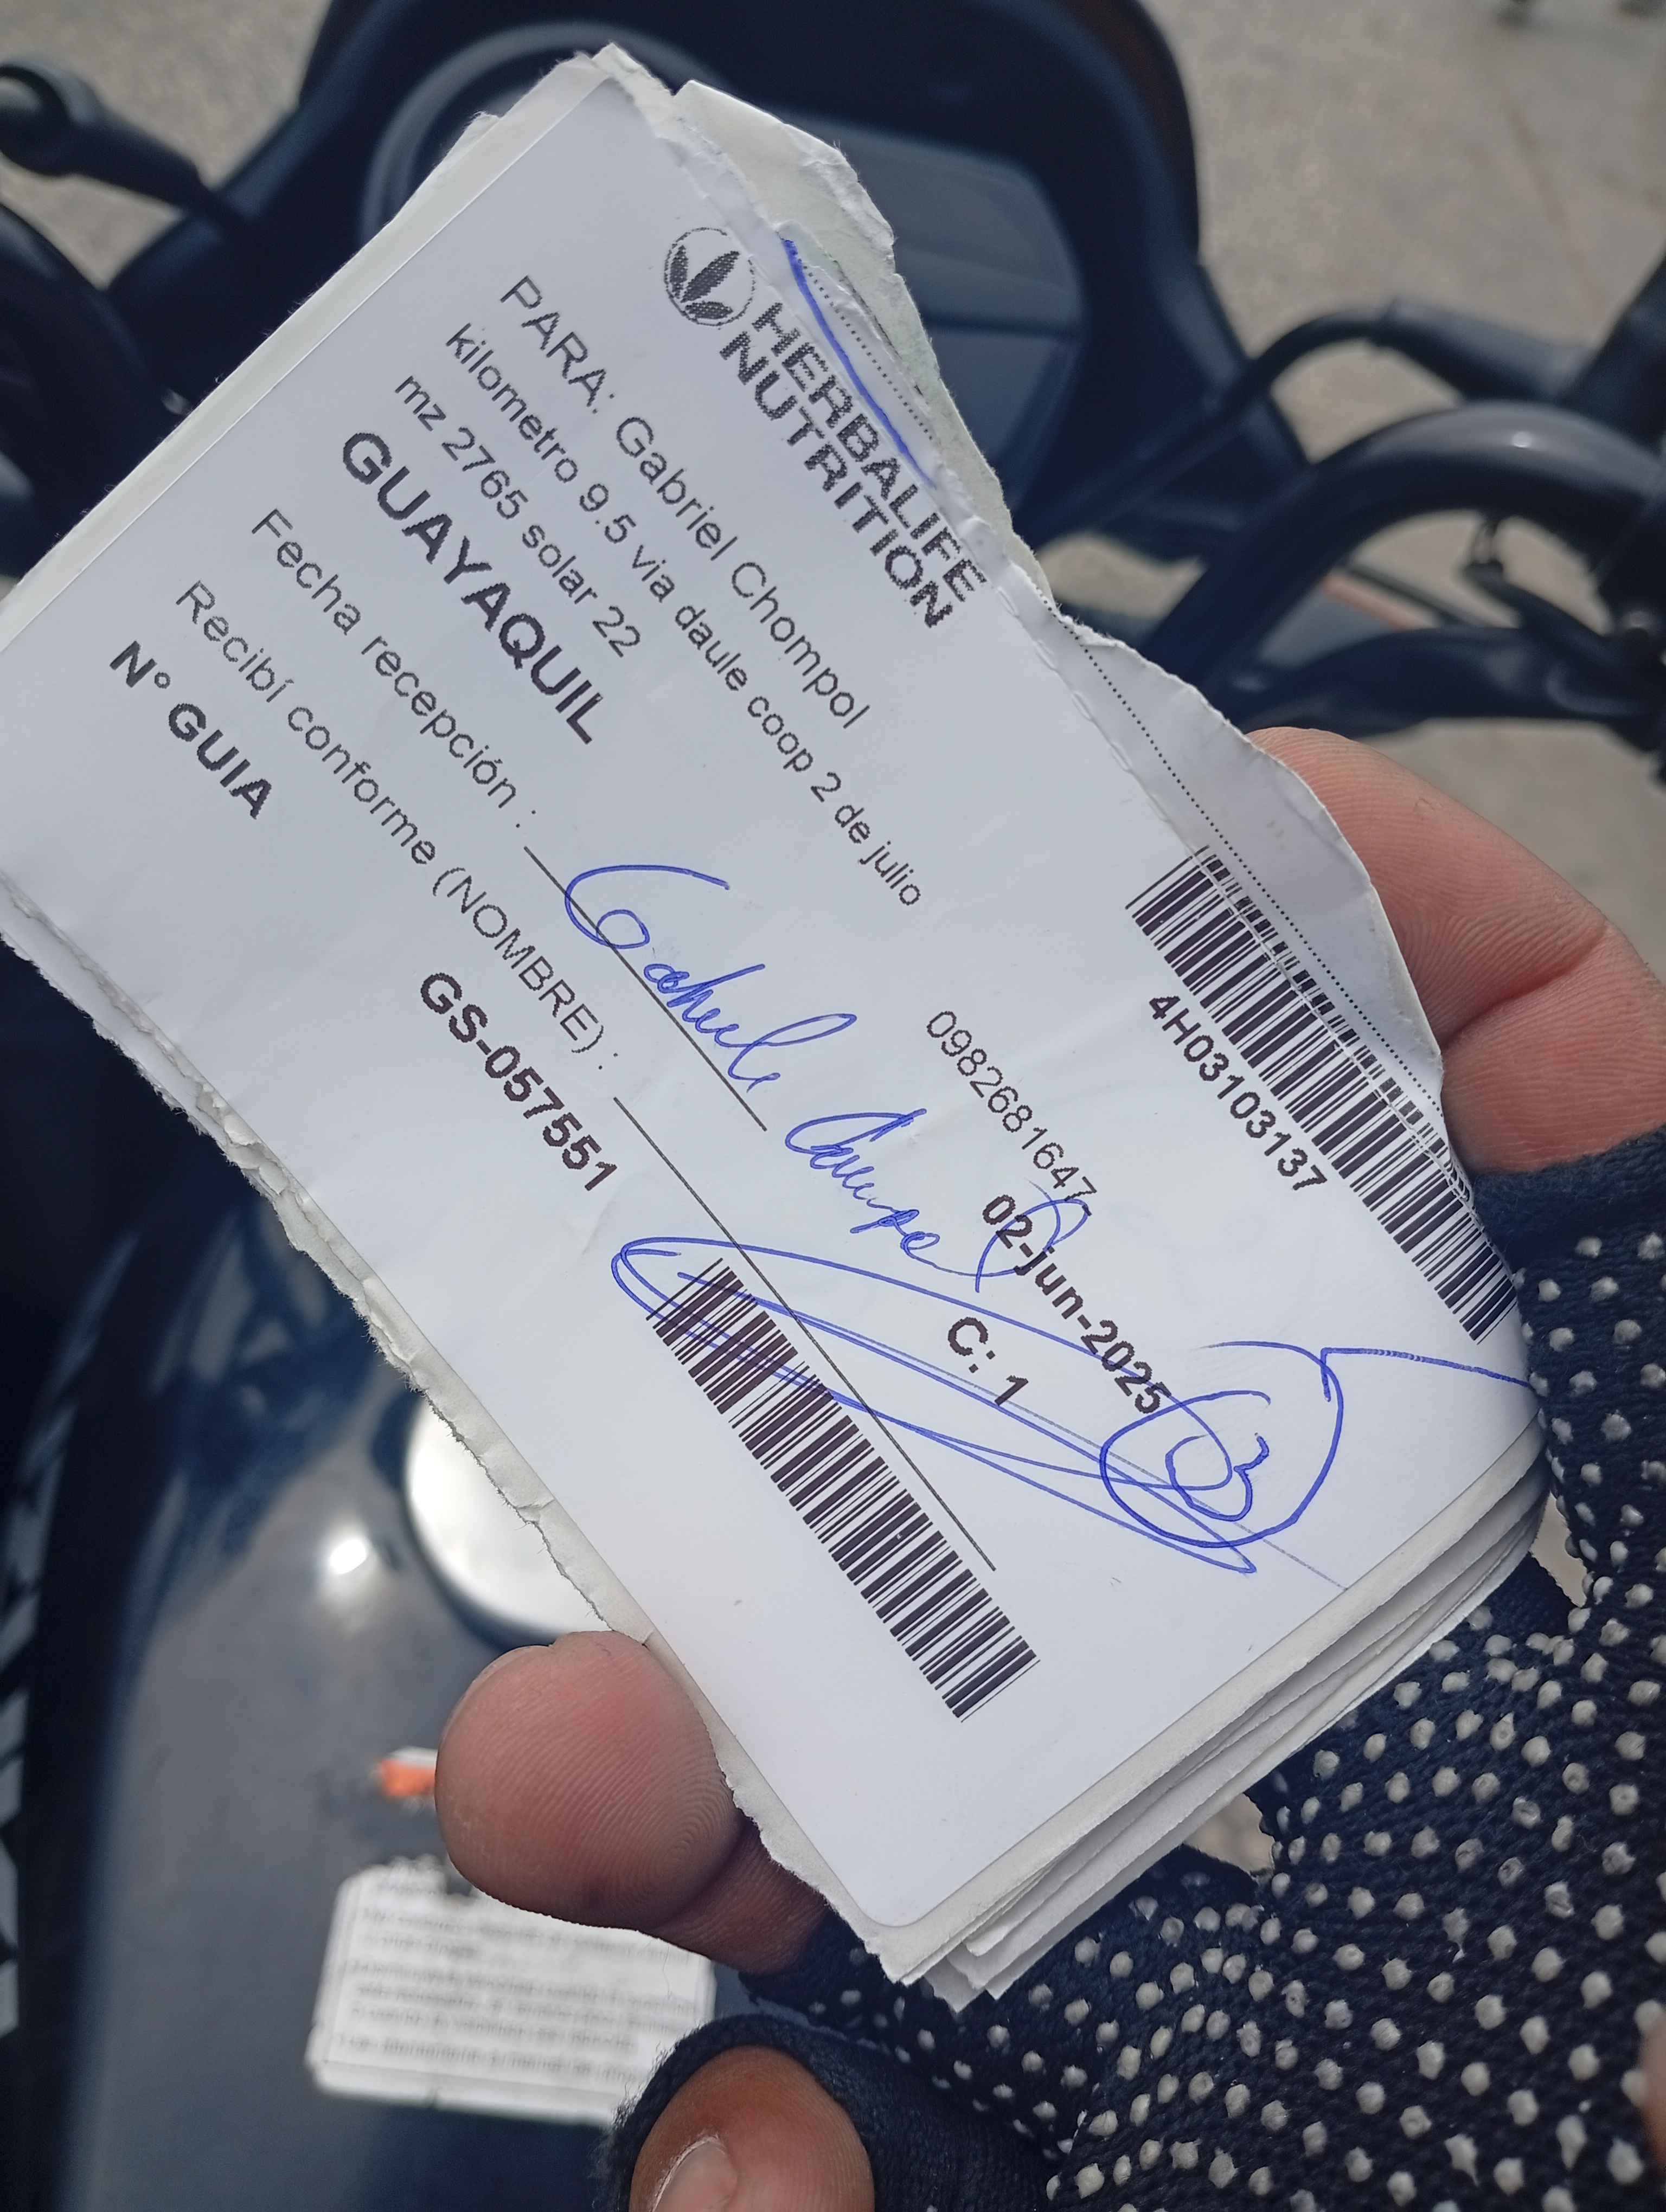 HERBALIFE
NUTRITION
4H03103137
PARA: Gabriel Chompol
kilometro 9.5 via daule coop 2 de julio
mz 2765 solar 22
0982681647
GUAYAQUIL
02-jun-2025
C: 1
3
Fecha recepción :
Recibí conforme (NOMBRE) :
N° GUIA
GS-057551